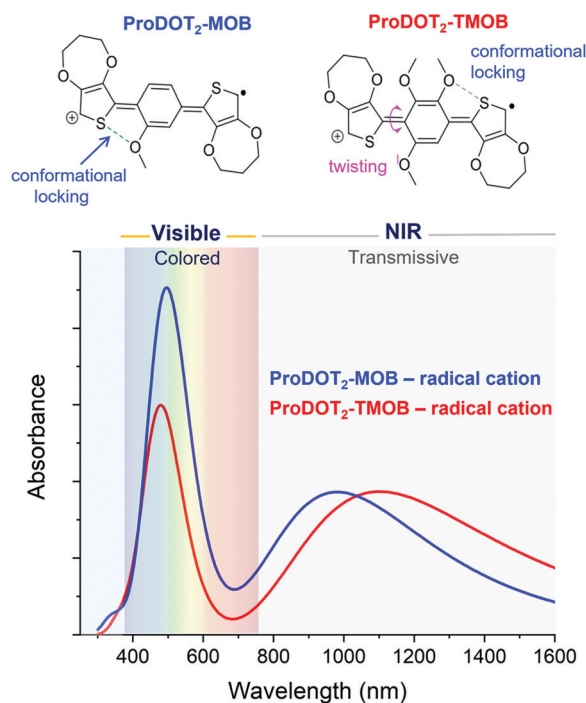 ProDOT₂-MOB
ProDOT₂-TMOB
conformational
locking
O
O
S
O
O
O
⊕
•
conformational
locking
O
O
O
O
O
S
S
O
O
⊕
•
twisting
Visible
NIR
Colored
Transmissive
ProDOT₂-MOB – radical cation
ProDOT₂-TMOB – radical cation
Absorbance
400 600 800 1000 1200 1400 1600
Wavelength (nm)